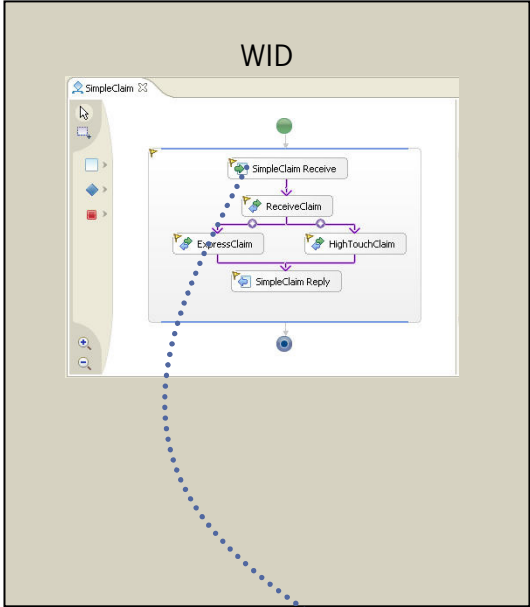 WID
SimpleClaim
SimpleClaim Receive
ReceiveClaim
ExpressClaim
HighTouchClaim
SimpleClaim Reply